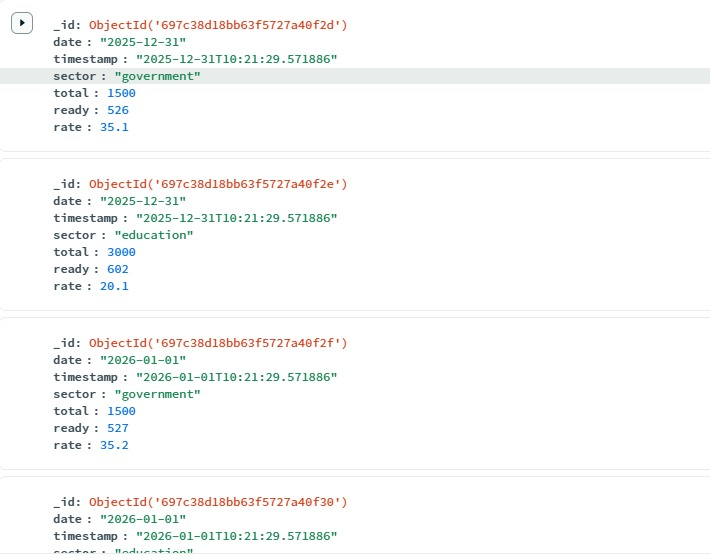 _id: ObjectId('697c38d18bb63f5727a40f2d')
date : "2025-12-31"
timestamp : "2025-12-31T10:21:29.571886"
sector : "government"
total : 1500
ready : 526
rate : 35.1
_id: ObjectId('697c38d18bb63f5727a40f2e')
date : "2025-12-31"
timestamp : "2025-12-31T10:21:29.571886"
sector : "education"
total : 3000
ready : 602
rate : 20.1
_id: ObjectId('697c38d18bb63f5727a40f2f')
date : "2026-01-01"
timestamp : "2026-01-01T10:21:29.571886"
sector : "government"
total : 1500
ready : 527
rate : 35.2
_id: ObjectId('697c38d18bb63f5727a40f30')
date : "2026-01-01"
timestamp : "2026-01-01T10:21:29.571886"
sector : "education"